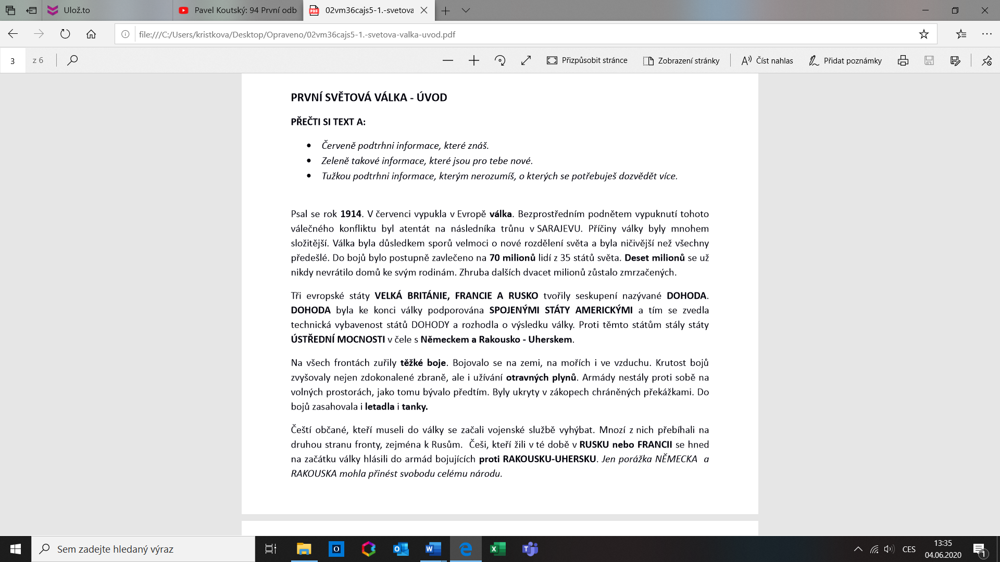 Ulož.to
Pavel Koutský: 94 První odb
02vm36cajs5-1.-svetova
file:///C:/Users/kristkova/Desktop/Opraveno/02vm36cajs5-1.-svetova-valka-uvod.pdf
3 z 6 Přizpůsobit stránce Zobrazení stránky Číst nahlas Přidat poznámky
PRVNÍ SVĚTOVÁ VÁLKA - ÚVOD
PŘEČTI SI TEXT A:
• Červeně podtrhni informace, které znáš.
• Zeleně takové informace, které jsou pro tebe nové.
• Tužkou podtrhni informace, kterým nerozumíš, o kterých se potřebuješ dozvědět více.
Psal se rok 1914. V červenci vypukla v Evropě válka. Bezprostředním podnětem vypuknutí tohoto
válečného konfliktu byl atentát na následníka trůnu v SARAJEVU. Příčiny války byly mnohem
složitější. Válka byla důsledkem sporů velmoci o nové rozdělení světa a byla ničivější než všechny
předešlé. Do bojů bylo postupně zavlečeno na 70 milionů lidí z 35 států světa. Deset milionů se už
nikdy nevrátilo domů ke svým rodinám. Zhruba dalších dvacet milionů zůstalo zmrzačených.
Tři evropské státy VELKÁ BRITÁNIE, FRANCIE A RUSKO tvořily seskupení nazývané DOHODA.
DOHODA byla ke konci války podporována SPOJENÝMI STÁTY AMERICKÝMI a tím se zvedla
technická vybavenost států DOHODY a rozhodla o výsledku války. Proti těmto státům stály státy
ÚSTŘEDNÍ MOCNOSTI v čele s Německem a Rakousko - Uherskem.
Na všech frontách zuřily těžké boje. Bojovalo se na zemi, na mořích i ve vzduchu. Krutost bojů
zvyšovaly nejen zdokonalené zbraně, ale i užívání otravných plynů. Armády nestály proti sobě na
volných prostorách, jako tomu bývalo předtím. Byly ukryty v zákopech chráněných překážkami. Do
bojů zasahovala i letadla i tanky.
Čeští občané, kteří museli do války se začali vojenské službě vyhýbat. Mnozí z nich přebíhali na
druhou stranu fronty, zejména k Rusům. Češi, kteří žili v té době v RUSKU nebo FRANCII se hned
na začátku války hlásili do armád bojujících proti RAKOUSKU-UHERSKU. Jen porážka NĚMECKA a
RAKOUSKA mohla přinést svobodu celému národu.
Sem zadejte hledaný výraz
CES
13:35
04.06.2020
1